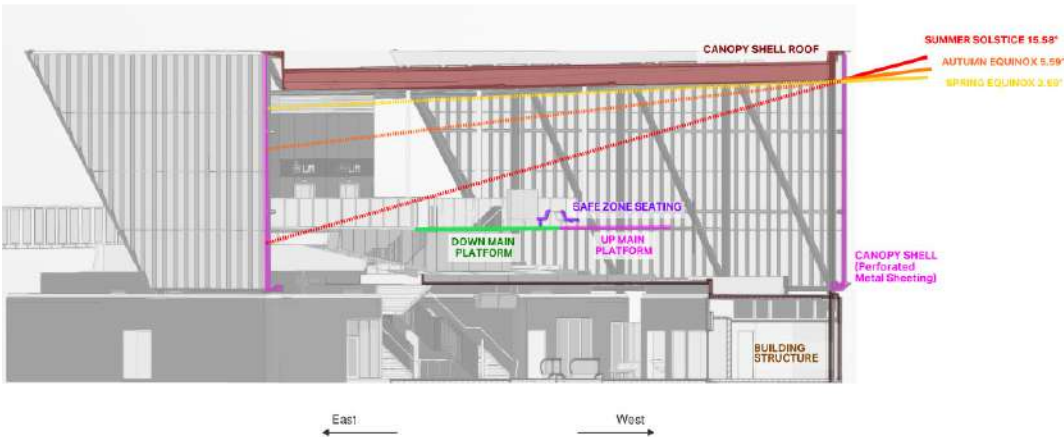 SUMMER SOLSTICE 15.58°
CANOPY SHELL ROOF
AUTUMN EQUINOX 5.59°
SPRING EQUINOX 3.69°
SAFE ZONE SEATING
DOWN MAIN
PLATFORM
UP MAIN
PLATFORM
CANOPY SHELL
(Perforated
Metal Sheeting)
BUILDING
STRUCTURE
East
West